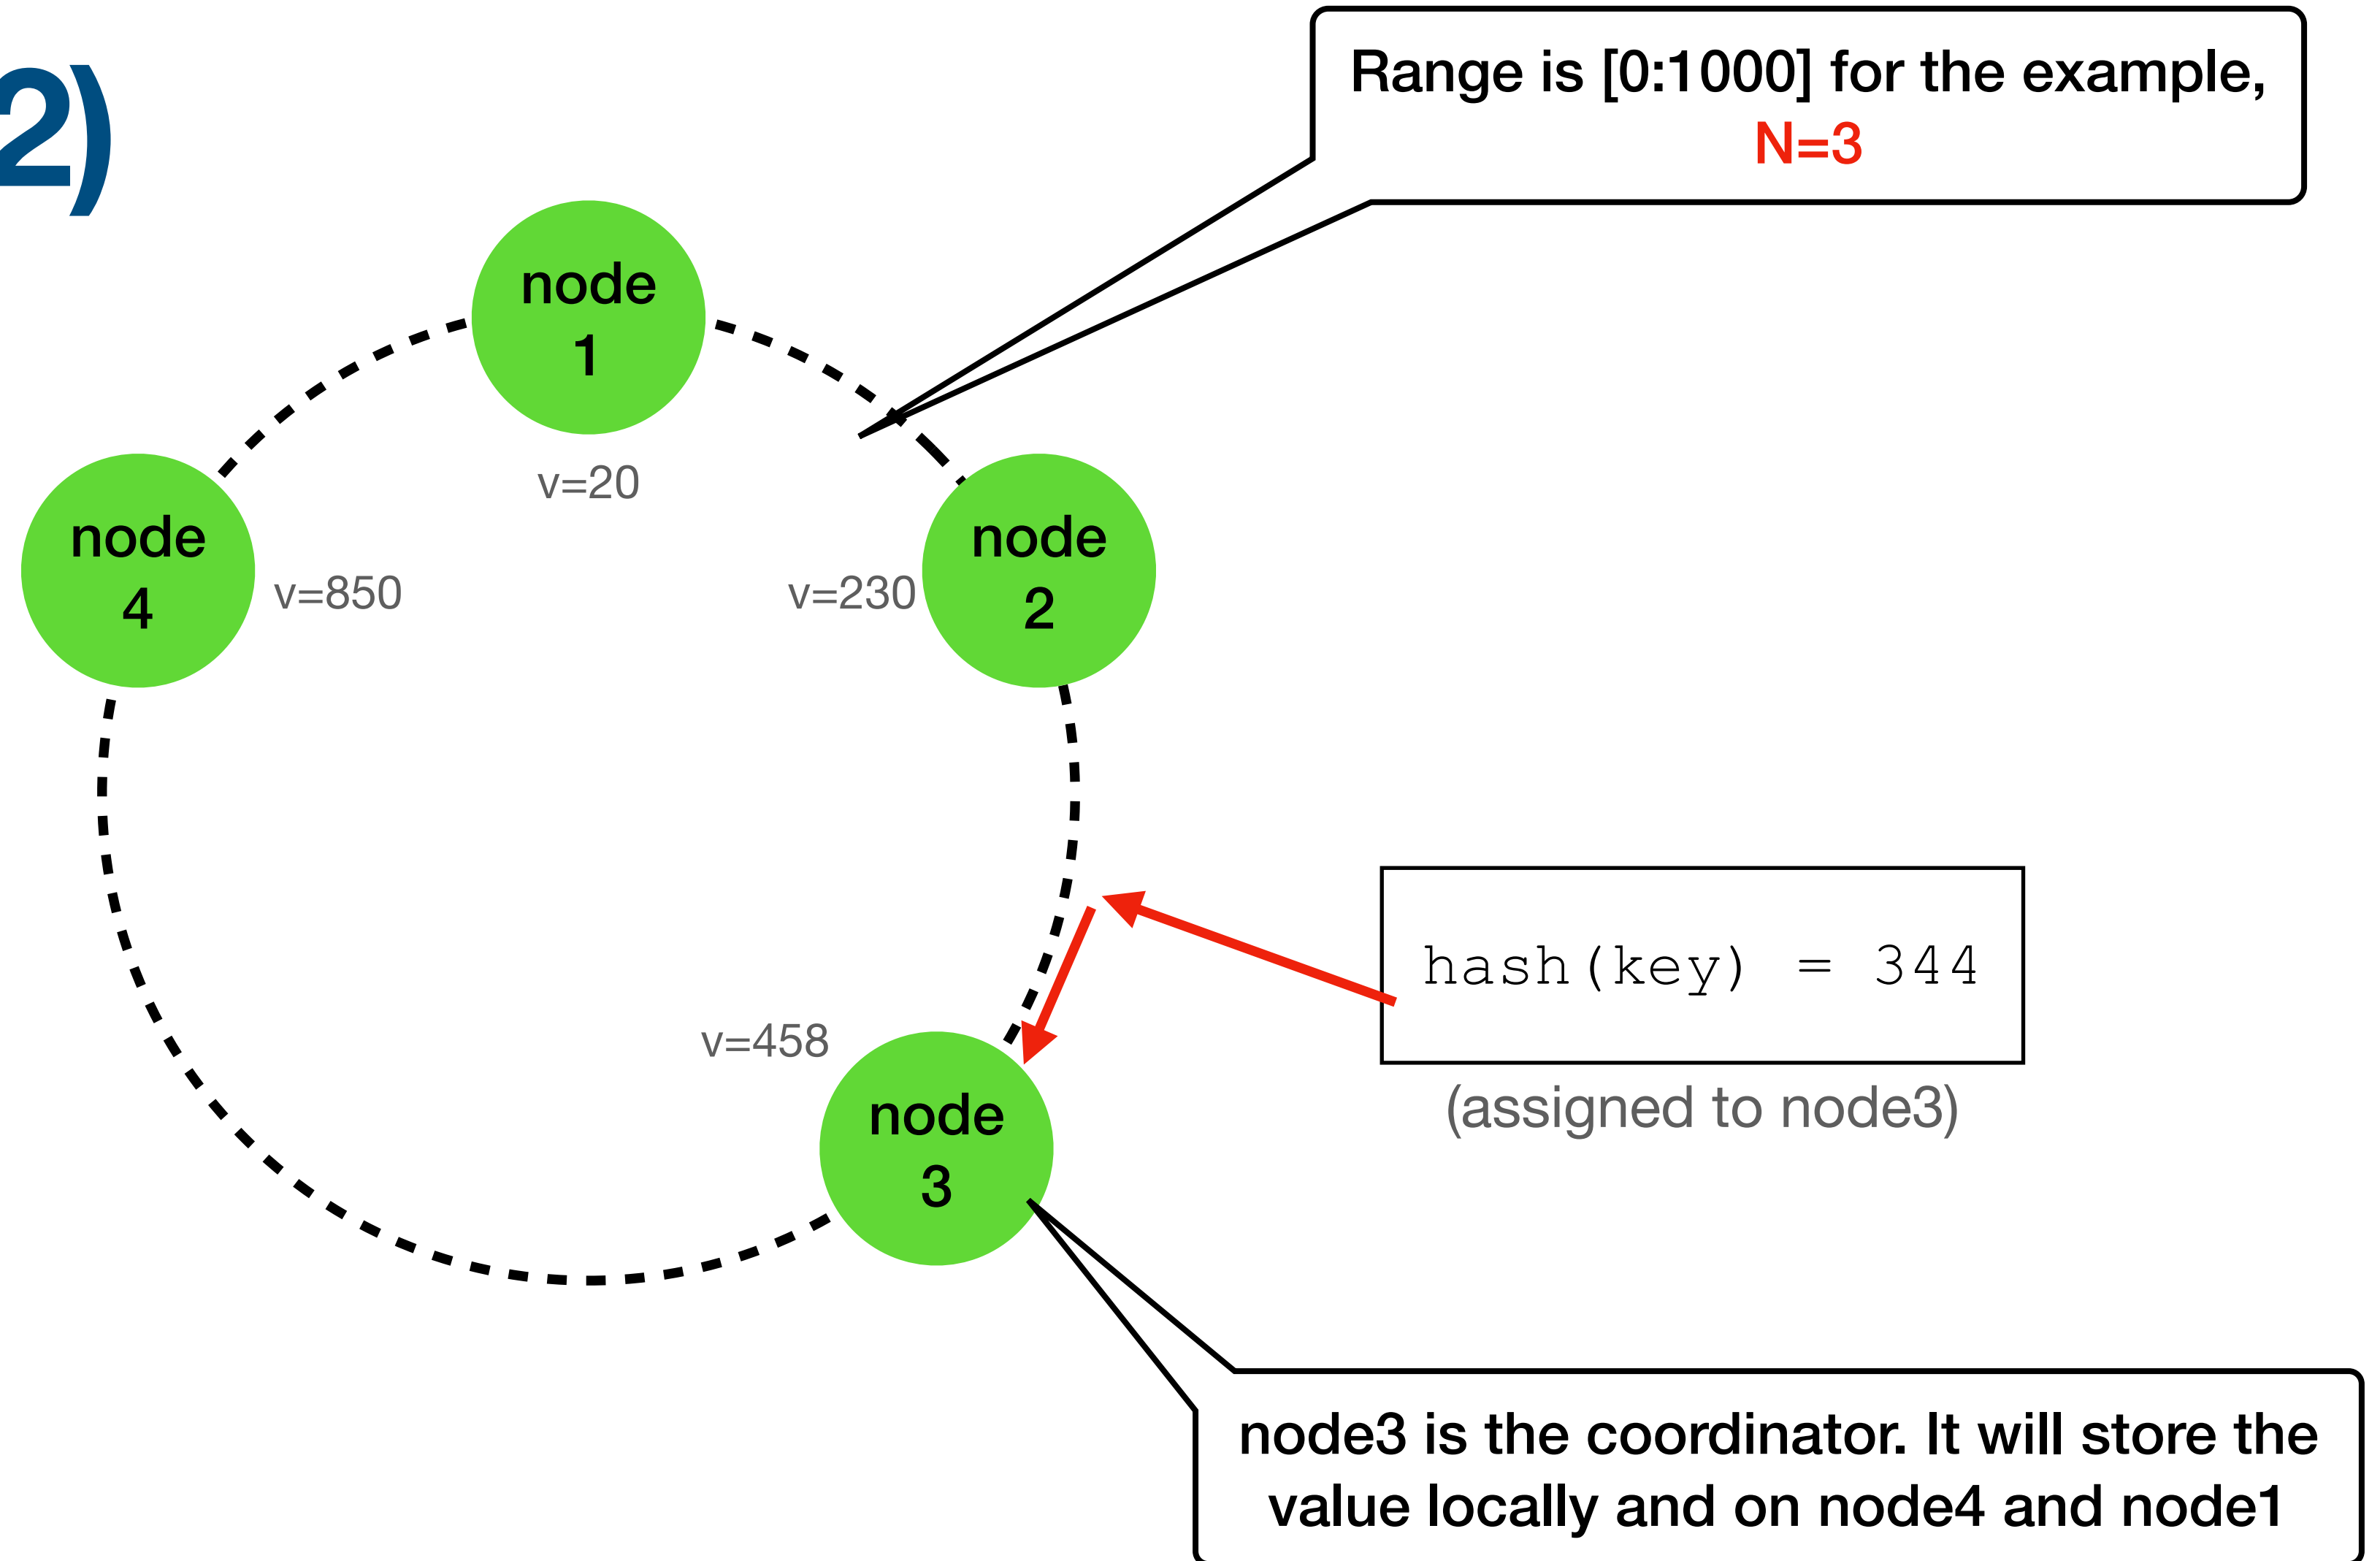 2)
Range is [0:1000] for the example,
N=3
node
1
v=20
node
4
v=850
v=230
node
2
hash(key) = 344
(assigned to node3)
v=458
node
3
node3 is the coordinator. It will store the
value locally and on node4 and node1